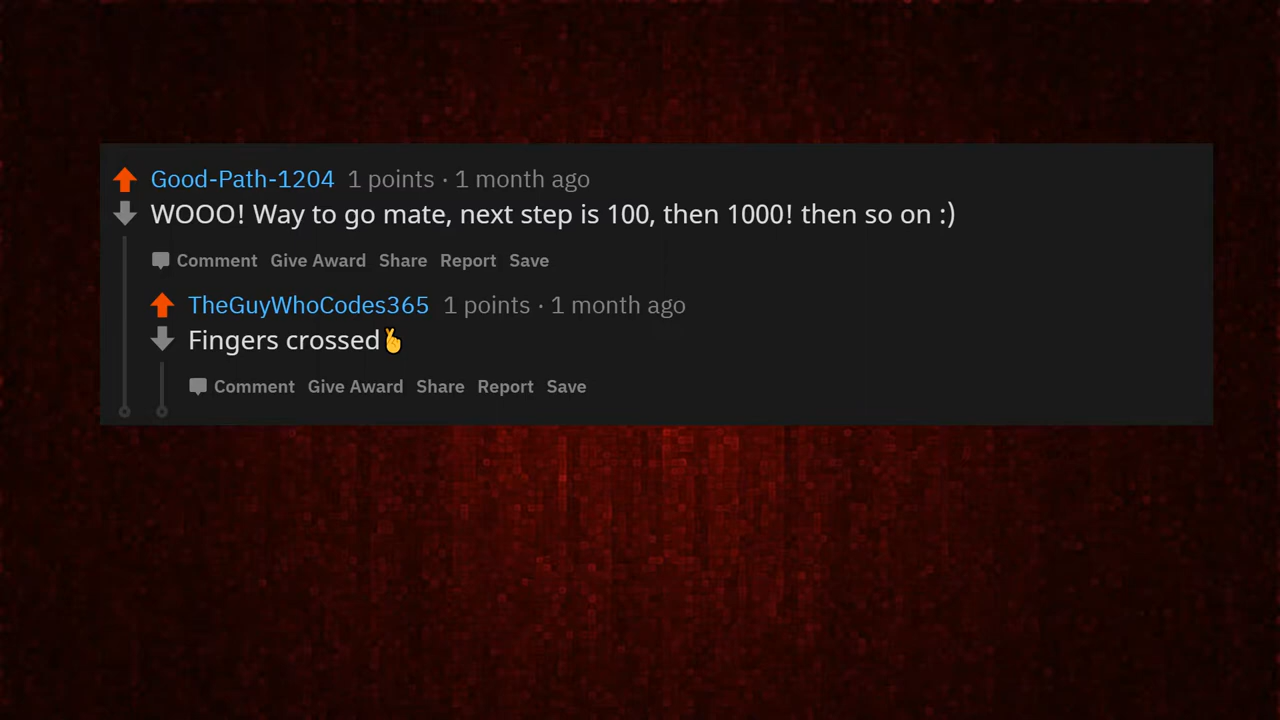 Good-Path-1204 1 points · 1 month ago
WOOO! Way to go mate, next step is 100, then 1000! then so on :)
Comment Give Award Share Report Save
TheGuyWhoCodes365 1 points · 1 month ago
Fingers crossed🤞
Comment Give Award Share Report Save